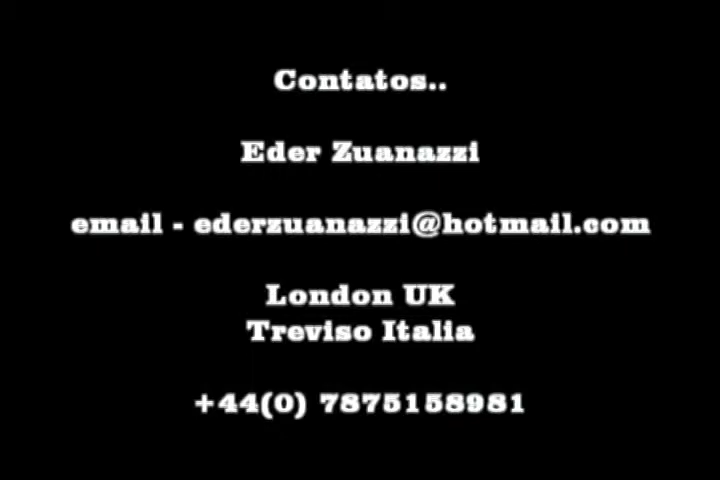 Contatos..
Eder Zuanazzi
email - ederzuanazzi@hotmail.com
London UK
Treviso Italia
+44(0) 7875158981